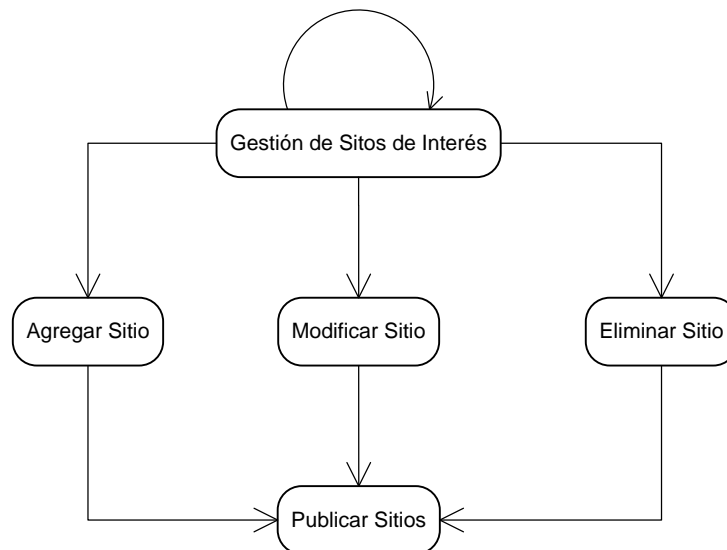 Gestión de Sitos de Interés
Agregar Sitio
Modificar Sitio
Eliminar Sitio
Publicar Sitios